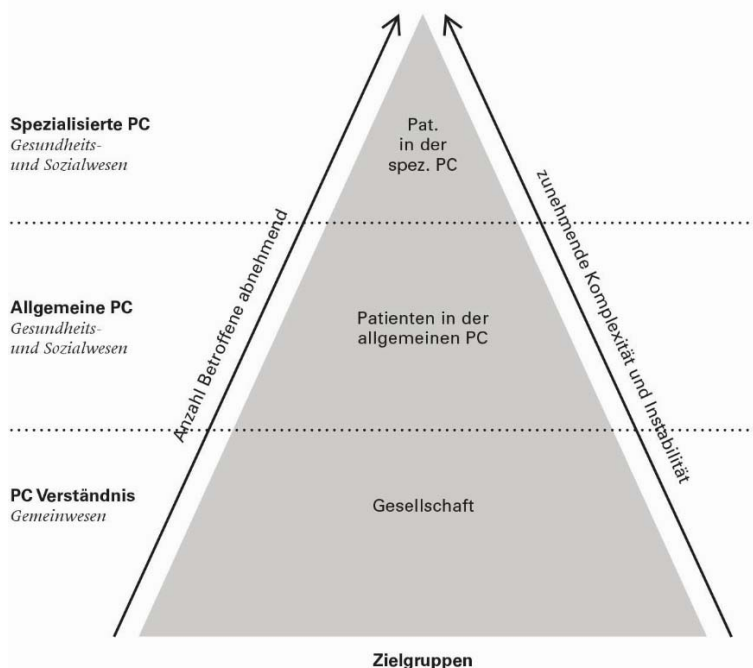 Spezialisierte PC
Gesundheits-
und Sozialwesen
Pat.
in der
spez. PC
Anzahl Betroffene abnehmend
zunehmende Komplexität und Instabilität
Allgemeine PC
Gesundheits-
und Sozialwesen
Patienten in der
allgemeinen PC
PC Verständnis
Gemeinwesen
Gesellschaft
Zielgruppen